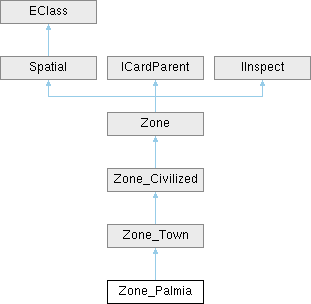 EClass
Spatial ICardParent IInspect
Zone
Zone_Civilized
Zone_Town
Zone_Palmia